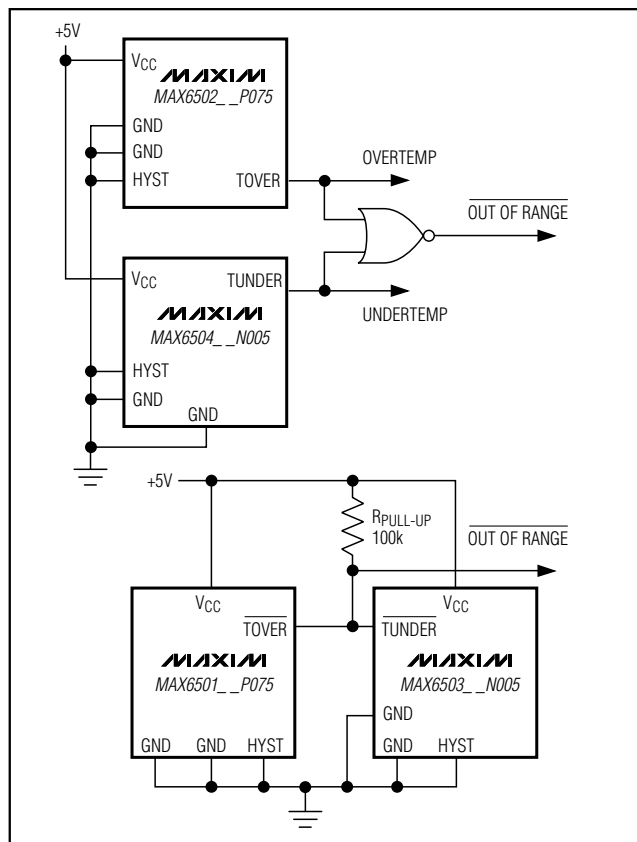 +5V
VCC
MAXIM
MAX6502_ _P075
GND
GND
HYST
TOVER
OVERTEMP
OUT OF RANGE
VCC
TUNDER
MAXIM
MAX6504_ _N005
UNDERTEMP
HYST
GND
GND
+5V
RPULL-UP
100k
OUT OF RANGE
VCC
TOVER
MAXIM
MAX6501_ _P075
GND
GND
HYST
VCC
TUNDER
MAXIM
MAX6503_ _N005
GND
GND
HYST